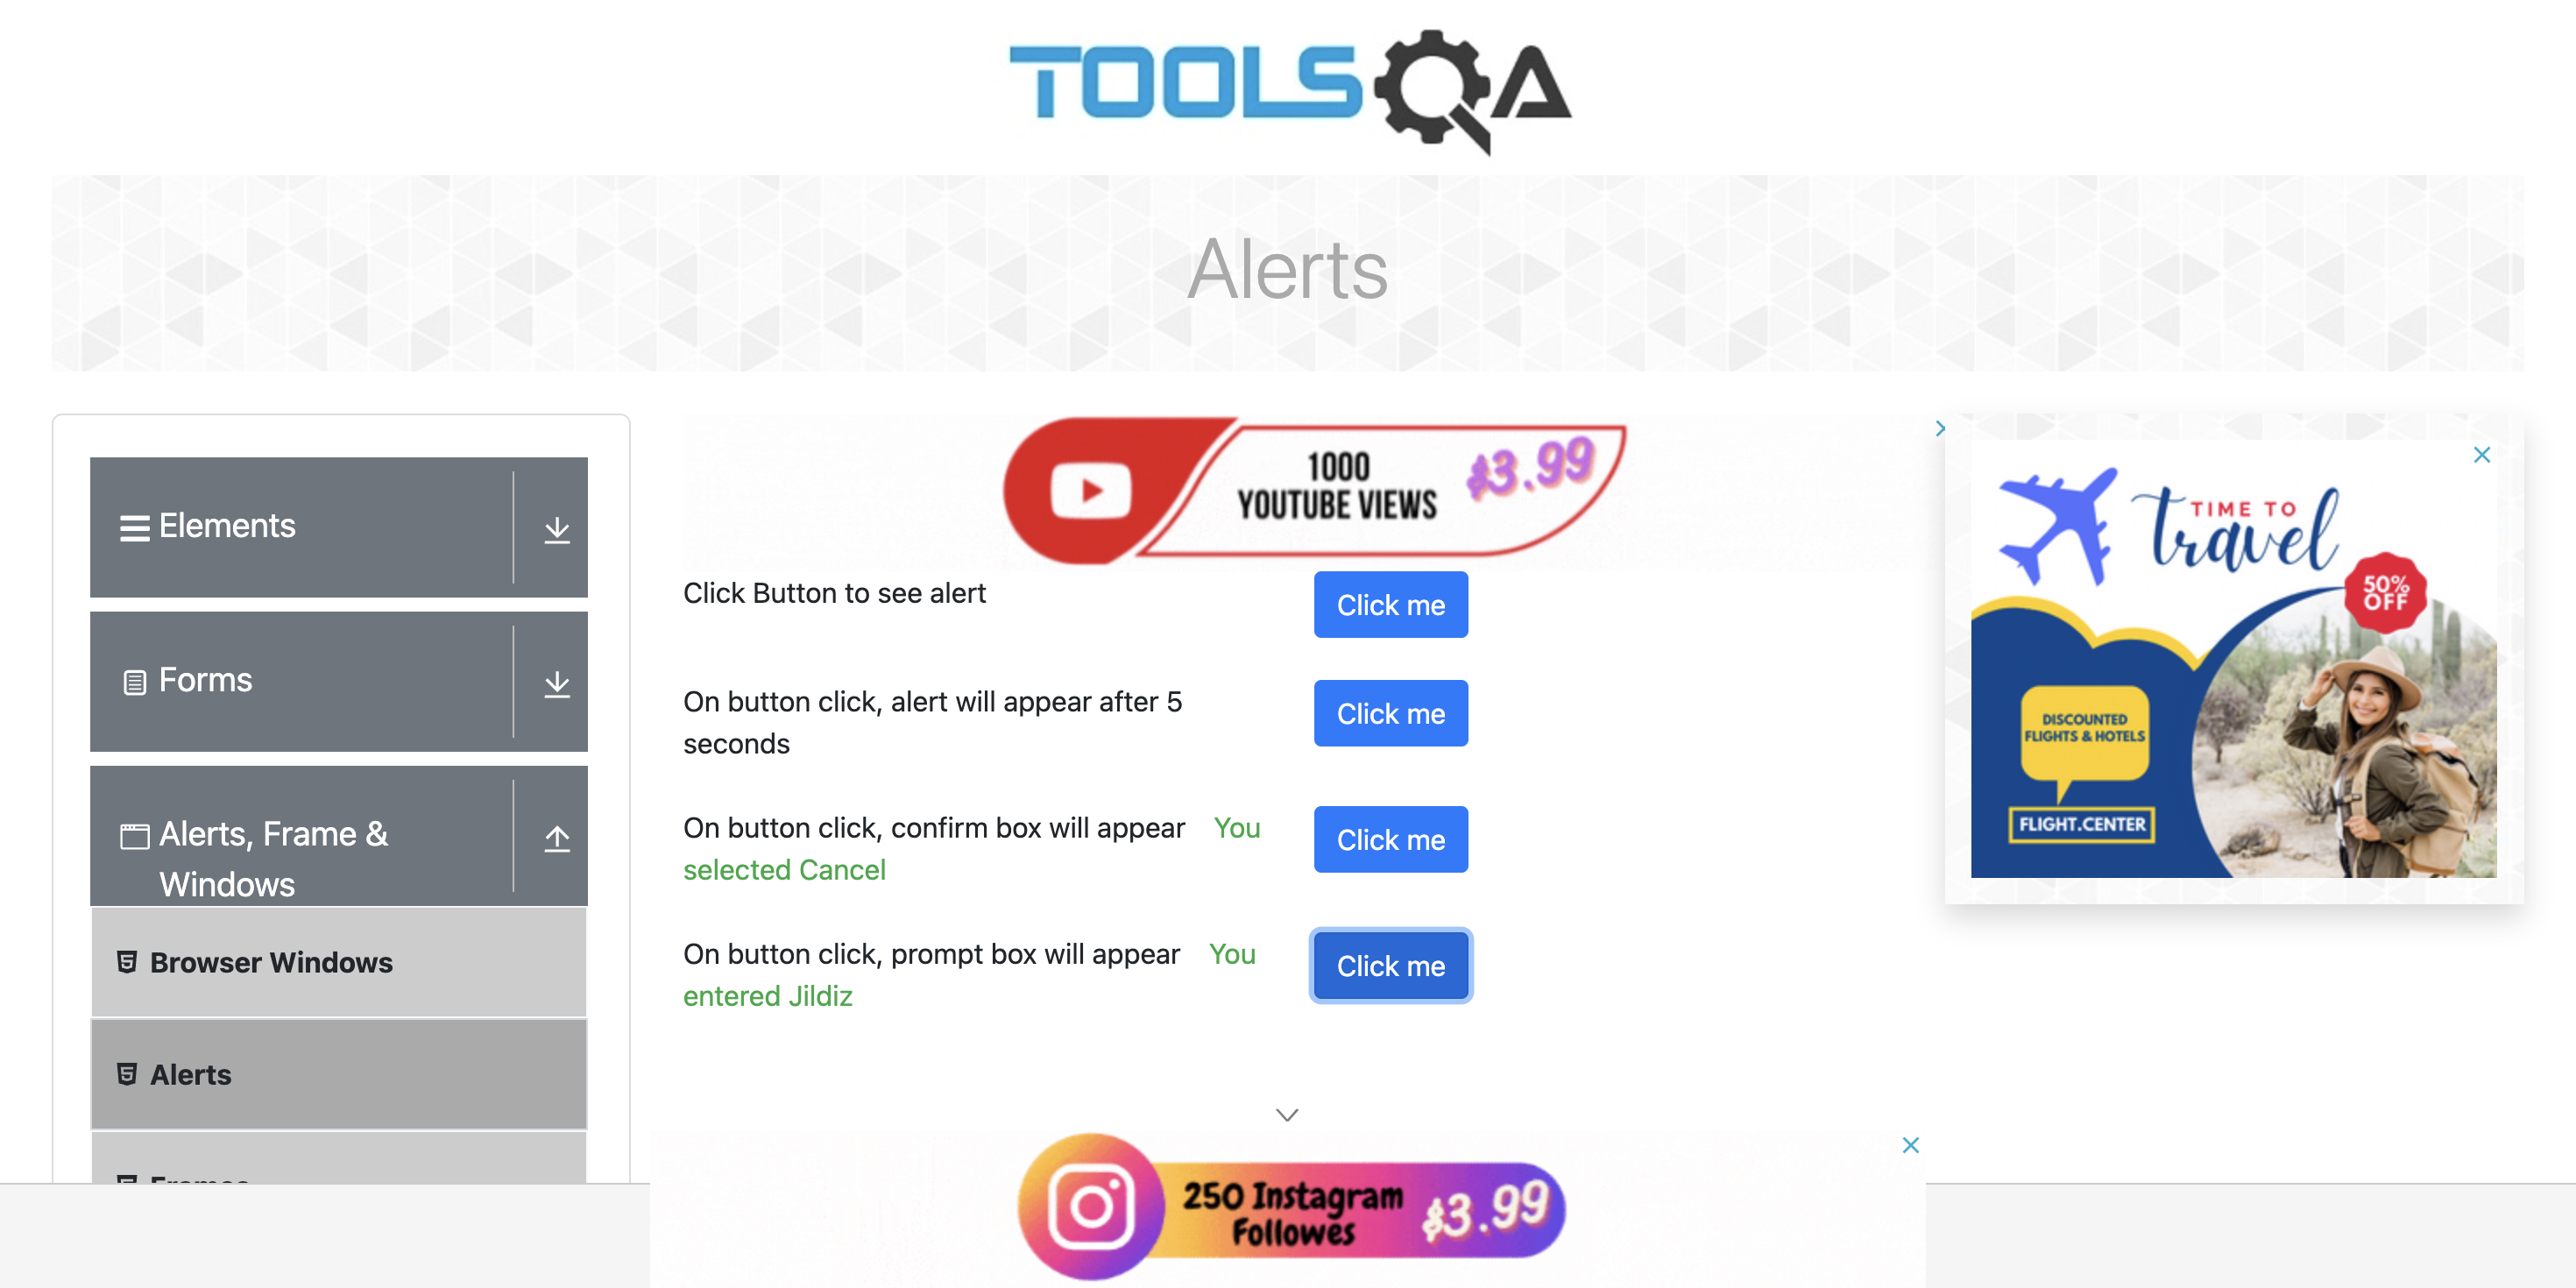 TOOLSQA
Alerts
Elements
Forms
Alerts, Frame &
Windows
Browser Windows
Alerts
Frames
1000
YOUTUBE VIEWS
$3.99
Click Button to see alert
Click me
On button click, alert will appear after 5
seconds
Click me
On button click, confirm box will appear You
selected Cancel
Click me
On button click, prompt box will appear You
entered Jildiz
Click me
TIME TO
travel
50%
OFF
DISCOUNTED
FLIGHTS & HOTELS
FLIGHT.CENTER
250 Instagram
Followes
$3.99